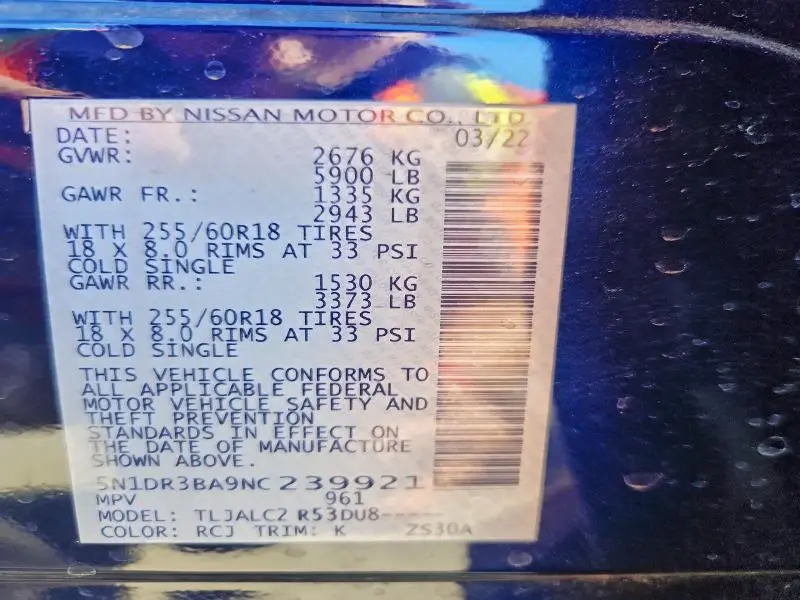 MFD BY NISSAN MOTOR CO., LTD
DATE: 03/22
GVWR: 2676 KG
5900 LB
GAWR FR.: 1335 KG
2943 LB
WITH 255/60R18 TIRES
18 X 8.0 RIMS AT 33 PSI
COLD SINGLE
GAWR RR.: 1530 KG
3373 LB
WITH 255/60R18 TIRES
18 X 8.0 RIMS AT 33 PSI
COLD SINGLE
THIS VEHICLE CONFORMS TO
ALL APPLICABLE FEDERAL
MOTOR VEHICLE SAFETY AND
THEFT PREVENTION
STANDARDS IN EFFECT ON
THE DATE OF MANUFACTURE
SHOWN ABOVE.
5N1DR3BA9NC239921
MPV 961
MODEL: TLJALC2 R53DU8-----
COLOR: RCJ TRIM: K ZS30A